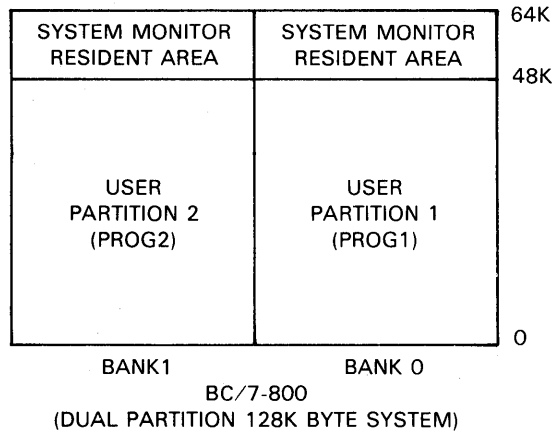 64K
SYSTEM MONITOR
RESIDENT AREA
SYSTEM MONITOR
RESIDENT AREA
48K
USER
PARTITION 2
(PROG2)
USER
PARTITION 1
(PROG1)
0
BANK1
BANK 0
BC/7-800
(DUAL PARTITION 128K BYTE SYSTEM)